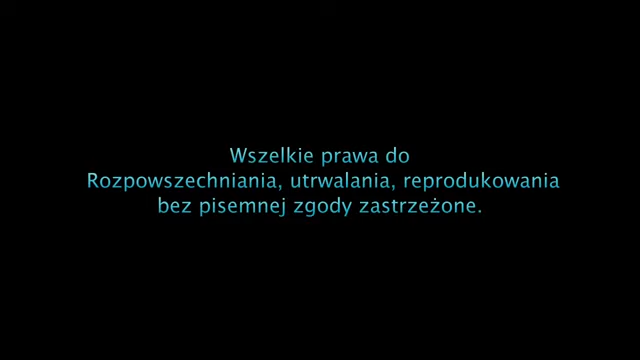 Wszelkie prawa do
Rozpowszechniania, utrwalania, reprodukowania
bez pisemnej zgody zastrzeżone.